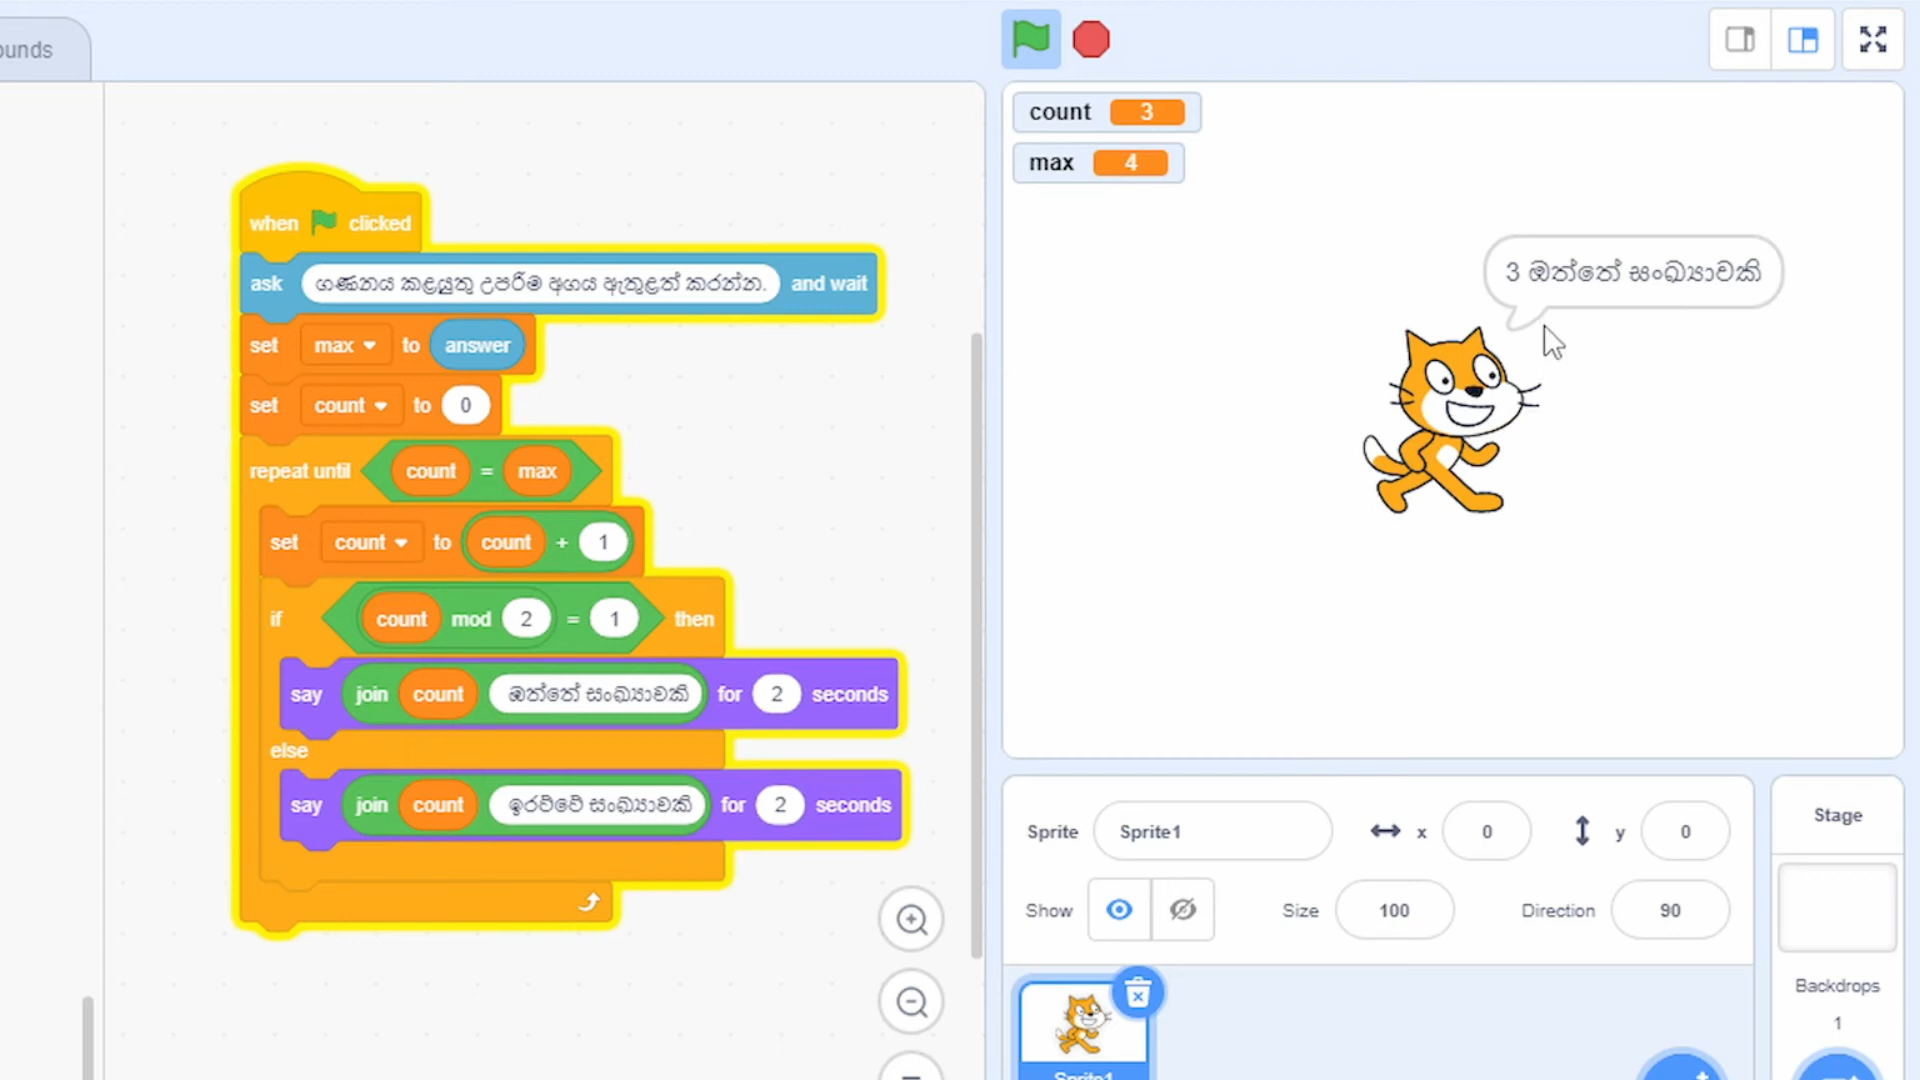 ounds
when clicked
ask ගණනය කළයුතු උපරිම අගය ඇතුළත් කරන්න. and wait
set max to answer
set count to 0
repeat until count = max
set count to count + 1
if count mod 2 = 1 then
say join count ඔත්තේ සංඛ්‍යාවකි for 2 seconds
else
say join count ඉරට්ටේ සංඛ්‍යාවකි for 2 seconds
count 3
max 4
3 ඔත්තේ සංඛ්‍යාවකි
Sprite Sprite1 x 0 y 0
Show Size 100 Direction 90
Sprite1
Stage
Backdrops
1